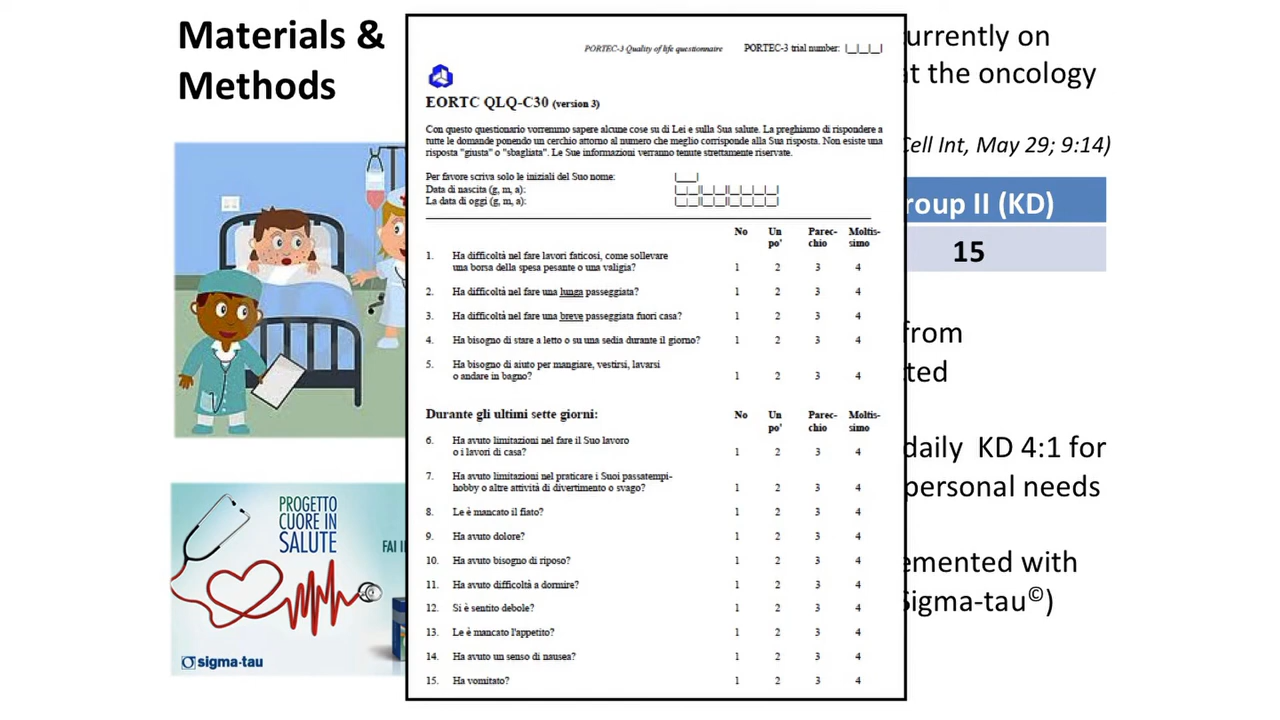 Materials &
Methods
PORTEC-3 Quality of life questionnaire PORTEC-3 trial number: |__|__|__|
EORTC QLQ-C30 (version 3)
Con questo questionario vorremmo sapere alcune cose su di Lei e sulla Sua salute. La preghiamo di rispondere a
tutte le domande ponendo un cerchio attorno al numero che meglio corrisponde alla Sua risposta. Non esiste una
risposta "giusta" o "sbagliata". Le Sue informazioni verranno tenute strettamente riservate.
Per favore scriva solo le iniziali del Suo nome:
Data di nascita (g, m, a):
La data di oggi (g, m, a):
No Un po' Parec-chio Moltis-simo
1. Ha difficoltà nel fare lavori faticosi, come sollevare
una borsa della spesa pesante o una valigia? 1 2 3 4
2. Ha difficoltà nel fare una lunga passeggiata? 1 2 3 4
3. Ha difficoltà nel fare una breve passeggiata fuori casa? 1 2 3 4
4. Ha bisogno di stare a letto o su una sedia durante il giorno? 1 2 3 4
5. Ha bisogno di aiuto per mangiare, vestirsi, lavarsi
o andare in bagno? 1 2 3 4
Durante gli ultimi sette giorni: No Un po' Parec-chio Moltis-simo
6. Ha avuto limitazioni nel fare il Suo lavoro
o i lavori di casa? 1 2 3 4
7. Ha avuto limitazioni nel praticare i Suoi passatempi-
hobby o altre attività di divertimento o svago? 1 2 3 4
8. Le è mancato il fiato? 1 2 3 4
9. Ha avuto dolore? 1 2 3 4
10. Ha avuto bisogno di riposo? 1 2 3 4
11. Ha avuto difficoltà a dormire? 1 2 3 4
12. Si è sentito debole? 1 2 3 4
13. Le è mancato l'appetito? 1 2 3 4
14. Ha avuto un senso di nausea? 1 2 3 4
15. Ha vomitato? 1 2 3 4
urrently on
t the oncology
Cell Int, May 29; 9:14)
roup II (KD)
15
from
ted
daily KD 4:1 for
personal needs
emented with
Sigma-tau©)
PROGETTO
CUORE IN
SALUTE
FAI
sigma-tau